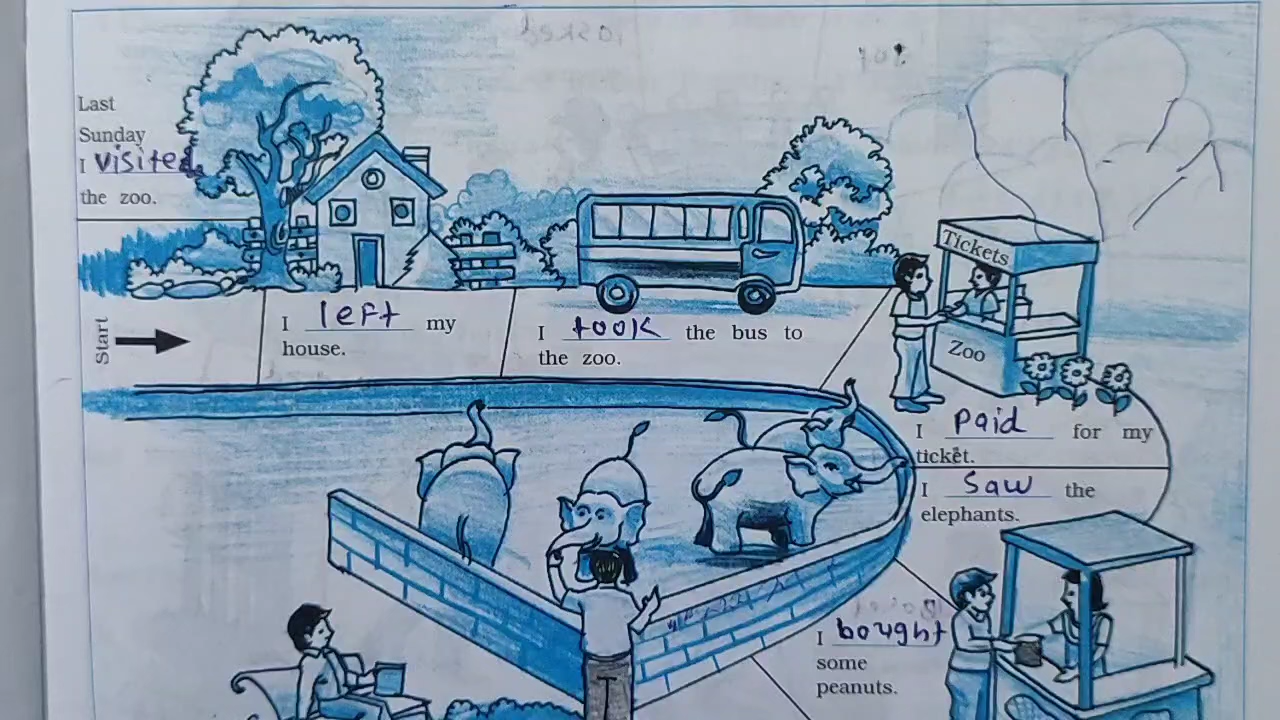 Last
Sunday
I visited
the zoo.
Start
I left my
house.
I took the bus to
the zoo.
Tickets
Zoo
I paid for my
ticket.
I saw the
elephants.
I bought
some
peanuts.